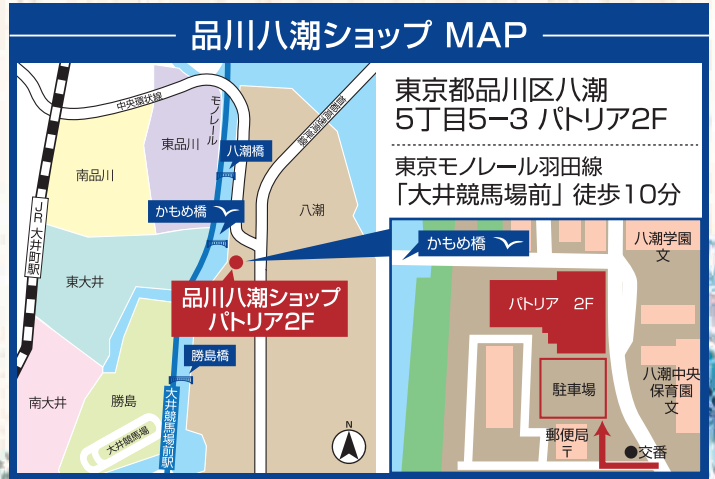 品川八潮ショップ MAP
中央環状線
モノレール
東品川
八潮橋
南品川
かもめ橋
八潮
JR 大井町駅
東大井
品川八潮ショップ
パトリア2F
勝島橋
南大井
勝島
大井競馬場
大井競馬場前駅
N
東京都品川区八潮
5丁目5-3 パトリア2F
東京モノレール羽田線
「大井競馬場前」徒歩10分
かもめ橋
八潮学園
文
パトリア 2F
駐車場
八潮中央
保育園
文
郵便局
〒
●交番